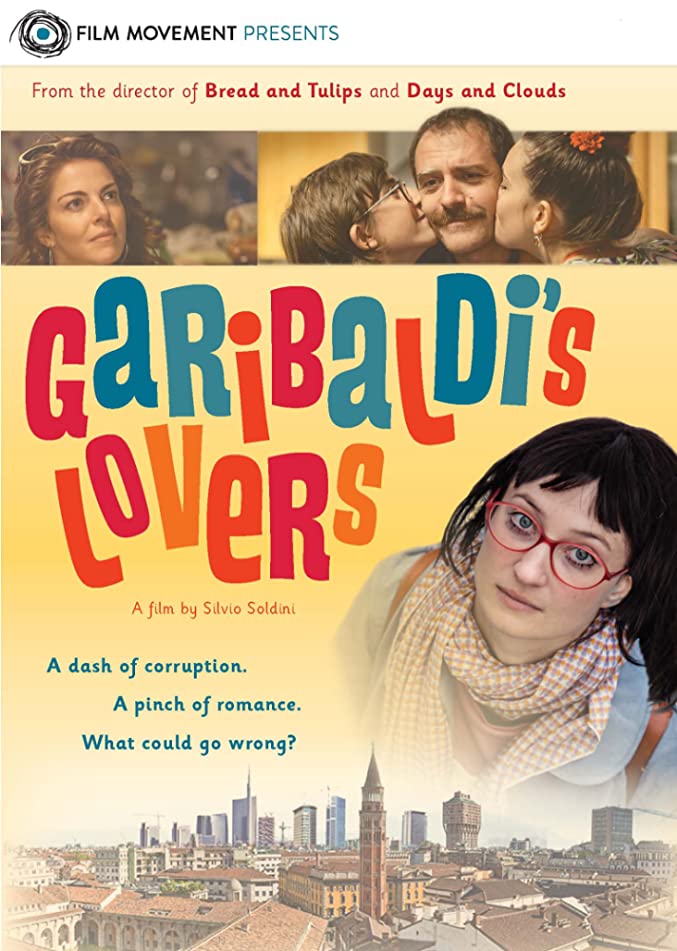 FILM MOVEMENT PRESENTS
From the director of Bread and Tulips and Days and Clouds
GARiBALDi'S
LOVERS
A film by Silvio Soldini
A dash of corruption.
A pinch of romance.
What could go wrong?